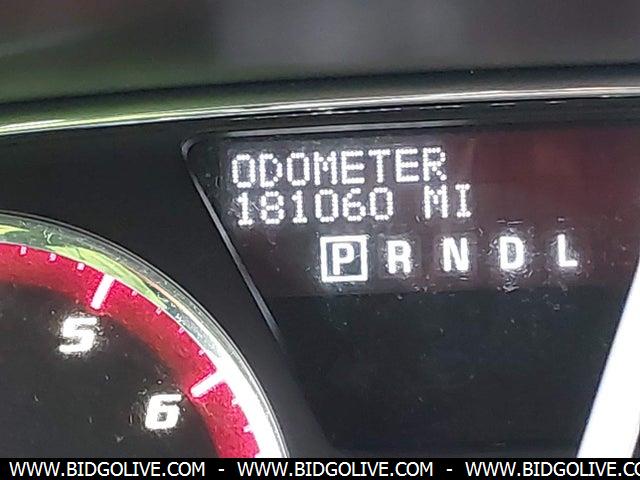 ODOMETER
181060 MI
P R N D L
5
6
WWW.BIDGOLIVE.COM - WWW.BIDGOLIVE.COM - WWW.BIDGOLIVE.COM